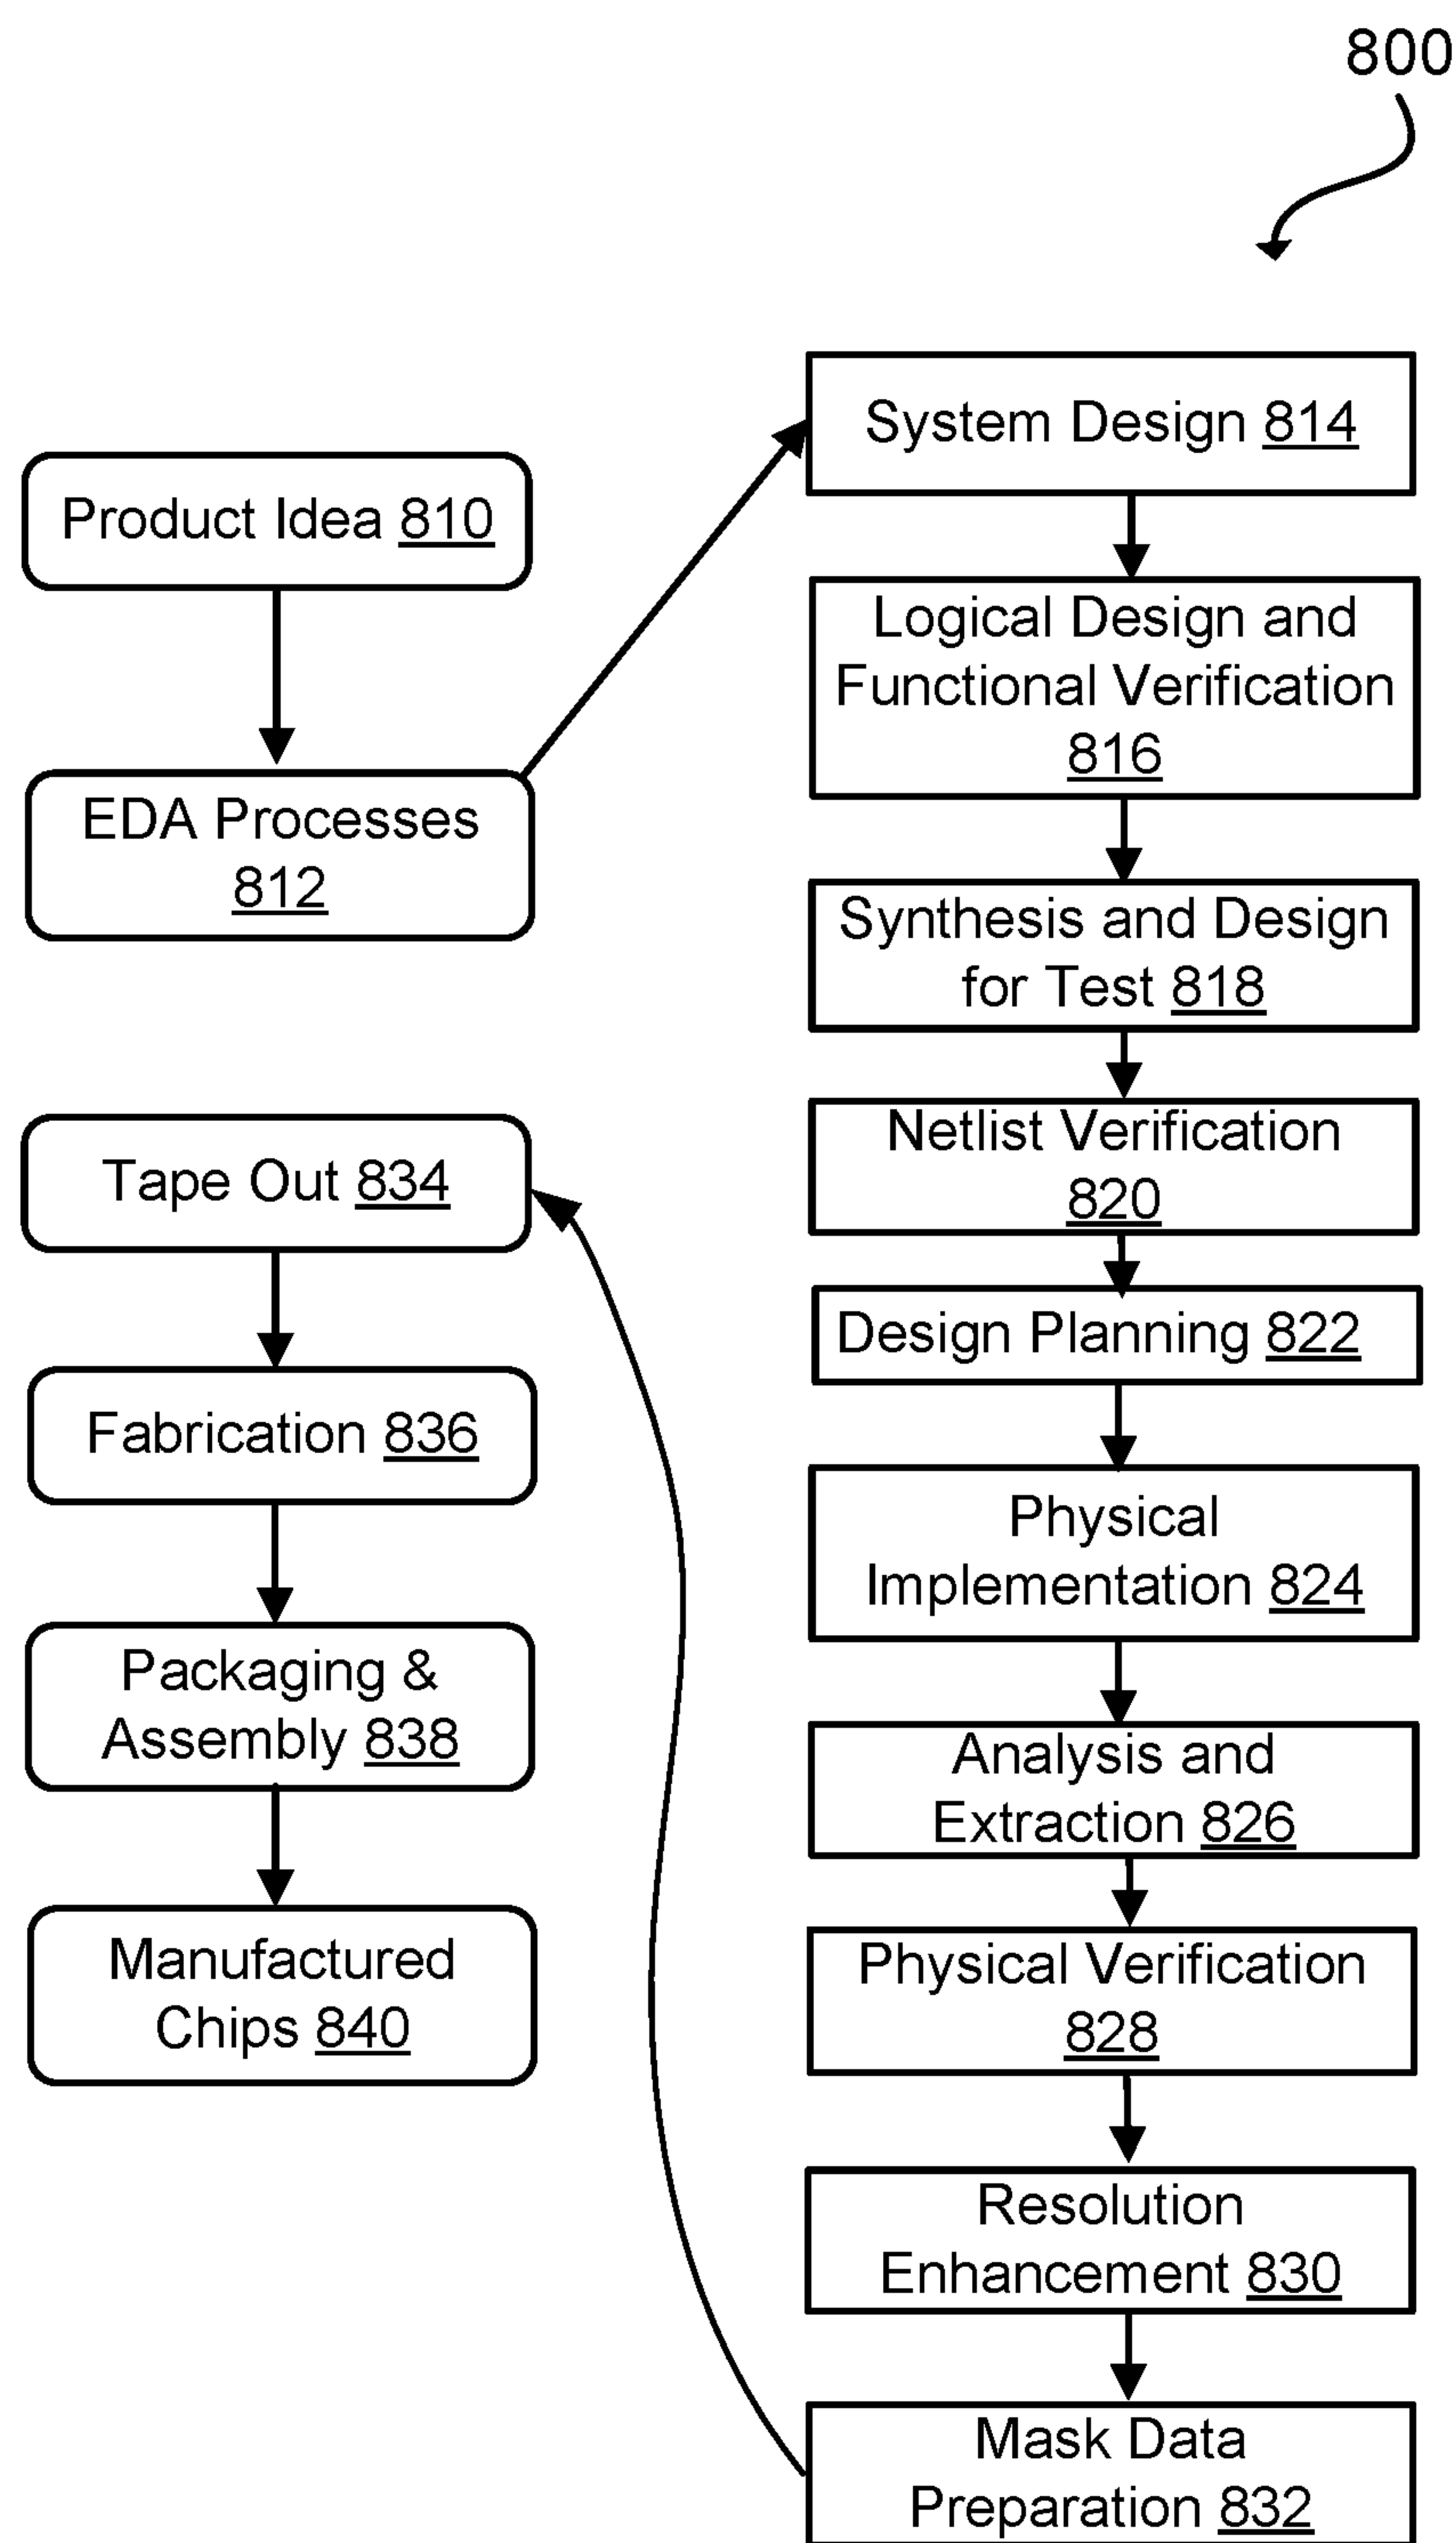 800
Product Idea 810
EDA Processes
812
System Design 814
Logical Design and
Functional Verification
816
Synthesis and Design
for Test 818
Netlist Verification
820
Design Planning 822
Physical
Implementation 824
Analysis and
Extraction 826
Physical Verification
828
Resolution
Enhancement 830
Mask Data
Preparation 832
Tape Out 834
Fabrication 836
Packaging &
Assembly 838
Manufactured
Chips 840